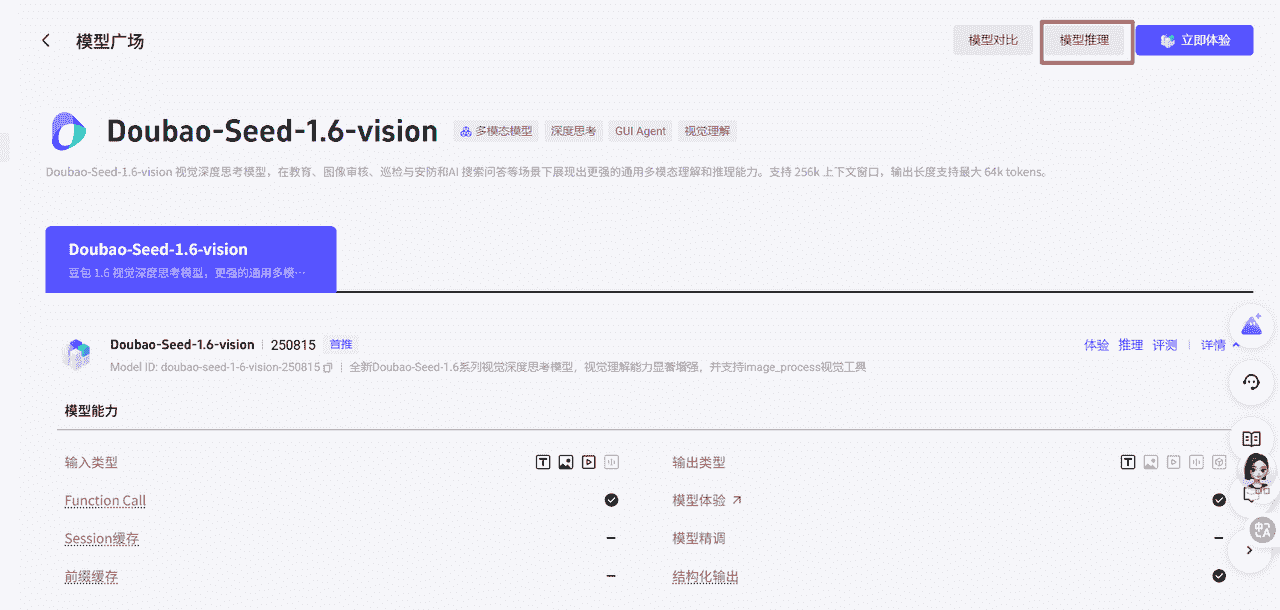 模型广场
模型对比
模型推理
立即体验
Doubao-Seed-1.6-vision
多模态模型
深度思考
GUI Agent
视觉理解
Doubao-Seed-1.6-vision 视觉深度思考模型，在教育、图像审核、巡检与安防和AI 搜索问答等场景下展现出更强的通用多模态理解和推理能力。支持 256k 上下文窗口，输出长度支持最大 64k tokens。
Doubao-Seed-1.6-vision
豆包 1.6 视觉深度思考模型，更强的通用多模…
Doubao-Seed-1.6-vision | 250815 首推
体验 推理 评测 | 详情
Model ID: doubao-seed-1-6-vision-250815 | 全新Doubao-Seed-1.6系列视觉深度思考模型，视觉理解能力显著增强，并支持image_process视觉工具
模型能力
输入类型
输出类型
Function Call
模型体验
Session缓存
模型精调
前缀缓存
结构化输出